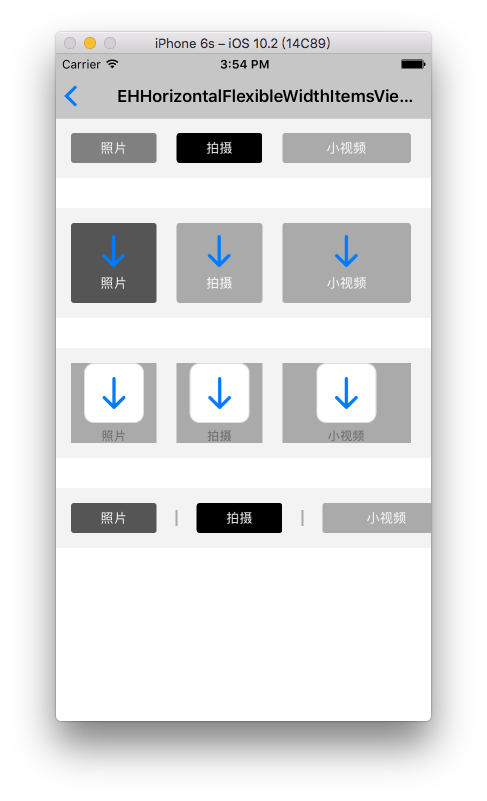 iPhone 6s – iOS 10.2 (14C89)
Carrier 3:54 PM
EHHorizontalFlexibleWidthItemsVie...
照片 拍摄 小视频
照片 拍摄 小视频
照片 拍摄 小视频
照片 | 拍摄 | 小视频